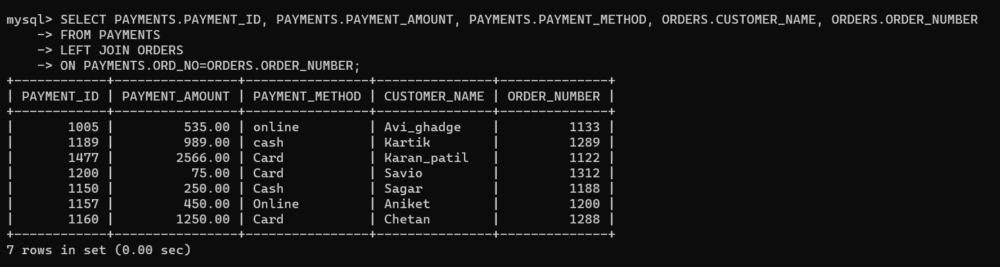 mysql> SELECT PAYMENTS.PAYMENT_ID, PAYMENTS.PAYMENT_AMOUNT, PAYMENTS.PAYMENT_METHOD, ORDERS.CUSTOMER_NAME, ORDERS.ORDER_NUMBER
    -> FROM PAYMENTS
    -> LEFT JOIN ORDERS
    -> ON PAYMENTS.ORD_NO=ORDERS.ORDER_NUMBER;
+------------+----------------+----------------+---------------+--------------+
| PAYMENT_ID | PAYMENT_AMOUNT | PAYMENT_METHOD | CUSTOMER_NAME | ORDER_NUMBER |
+------------+----------------+----------------+---------------+--------------+
|       1005 |         535.00 | online         | Avi_ghadge    |         1133 |
|       1189 |         989.00 | cash           | Kartik        |         1289 |
|       1477 |        2566.00 | Card           | Karan_patil   |         1122 |
|       1200 |          75.00 | Card           | Savio         |         1312 |
|       1150 |         250.00 | Cash           | Sagar         |         1188 |
|       1157 |         450.00 | Online         | Aniket        |         1200 |
|       1160 |        1250.00 | Card           | Chetan        |         1288 |
+------------+----------------+----------------+---------------+--------------+
7 rows in set (0.00 sec)